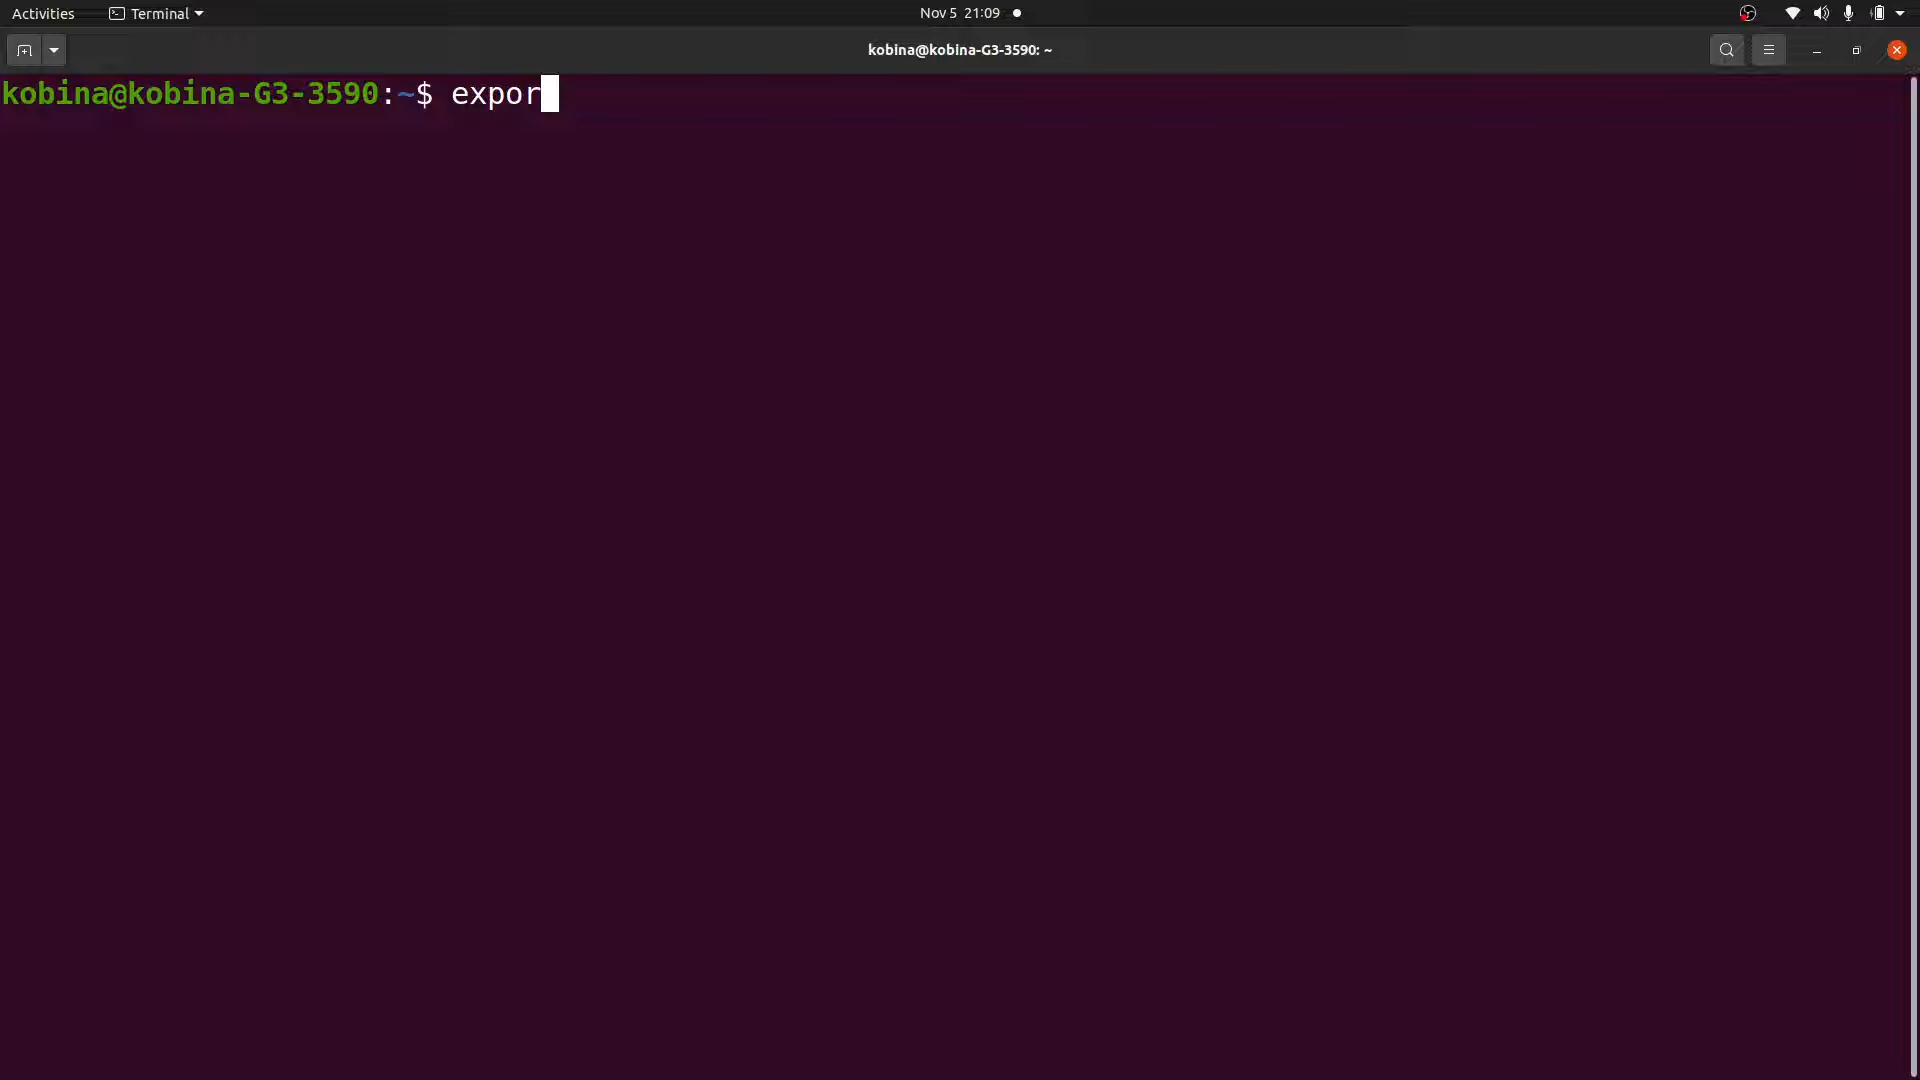 Activities Terminal Nov 5 21:09
kobina@kobina-G3-3590: ~
kobina@kobina-G3-3590:~$ expor